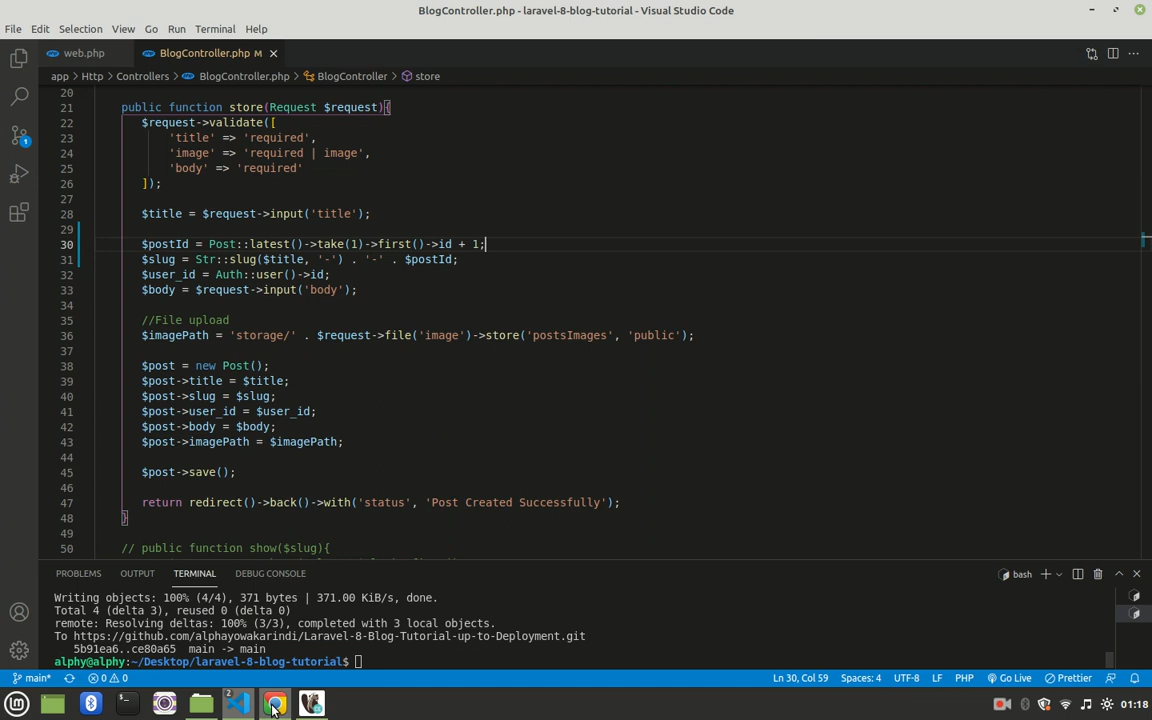 BlogController.php - laravel-8-blog-tutorial - Visual Studio Code
File Edit Selection View Go Run Terminal Help
web.php BlogController.php M
app > Http > Controllers > BlogController.php > BlogController > store
20
21 public function store(Request $request){
22 $request->validate([
23 'title' => 'required',
24 'image' => 'required | image',
25 'body' => 'required'
26 ]);
27
28 $title = $request->input('title');
29
30 $postId = Post::latest()->take(1)->first()->id + 1;
31 $slug = Str::slug($title, '-') . '-' . $postId;
32 $user_id = Auth::user()->id;
33 $body = $request->input('body');
34
35 //File upload
36 $imagePath = 'storage/' . $request->file('image')->store('postsImages', 'public');
37
38 $post = new Post();
39 $post->title = $title;
40 $post->slug = $slug;
41 $post->user_id = $user_id;
42 $post->body = $body;
43 $post->imagePath = $imagePath;
44
45 $post->save();
46
47 return redirect()->back()->with('status', 'Post Created Successfully');
48 }
49
50 // public function show($slug){
PROBLEMS OUTPUT TERMINAL DEBUG CONSOLE bash
Writing objects: 100% (4/4), 371 bytes | 371.00 KiB/s, done.
Total 4 (delta 3), reused 0 (delta 0)
remote: Resolving deltas: 100% (3/3), completed with 3 local objects.
To https://github.com/alphayowakarindi/Laravel-8-Blog-Tutorial-up-to-Deployment.git
5b91ea6..ce80a65 main -> main
alphy@alphy:~/Desktop/laravel-8-blog-tutorial$
main* 0 0 Ln 30, Col 59 Spaces: 4 UTF-8 LF PHP Go Live Prettier
2 01:18